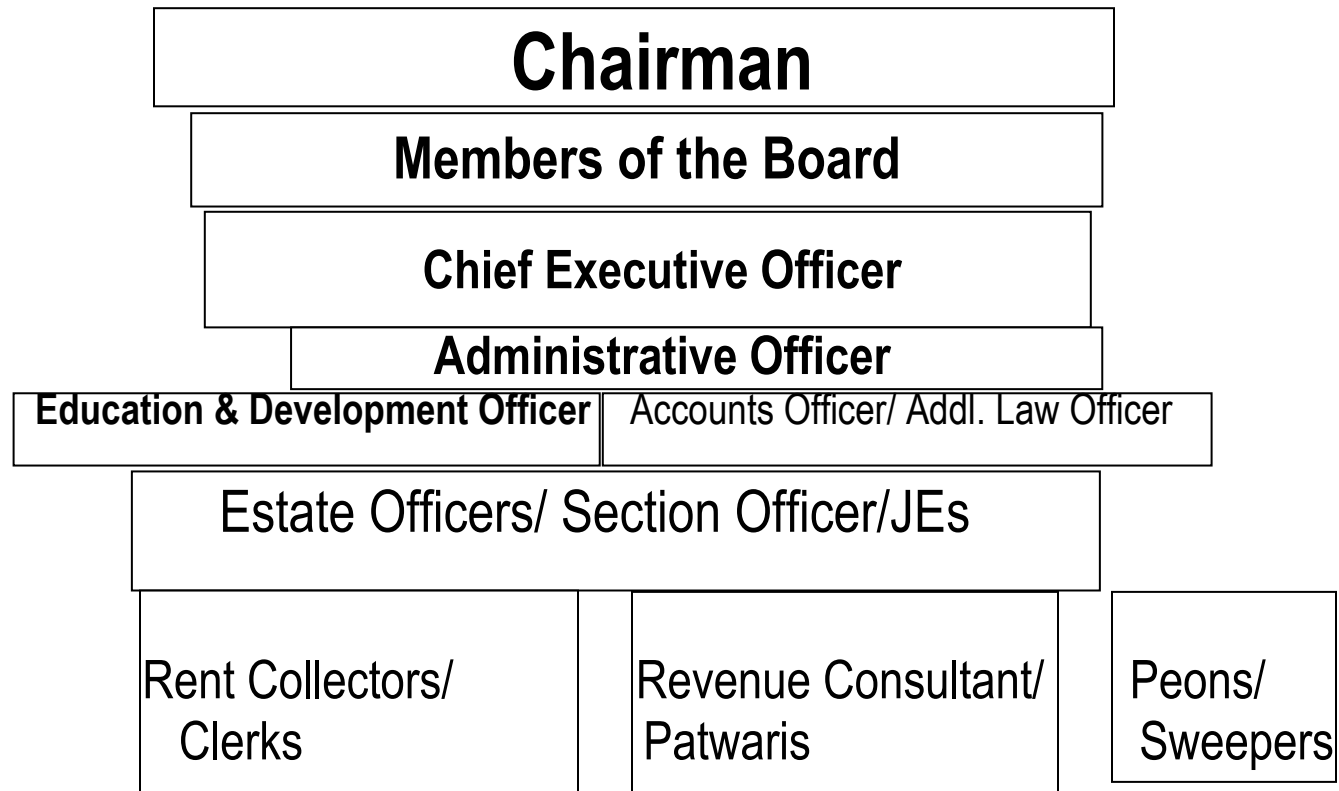 Chairman
Members of the Board
Chief Executive Officer
Administrative Officer
Education & Development Officer
Accounts Officer/ Addl. Law Officer
Estate Officers/ Section Officer/JEs
Rent Collectors/
Clerks
Revenue Consultant/
Patwaris
Peons/
Sweepers